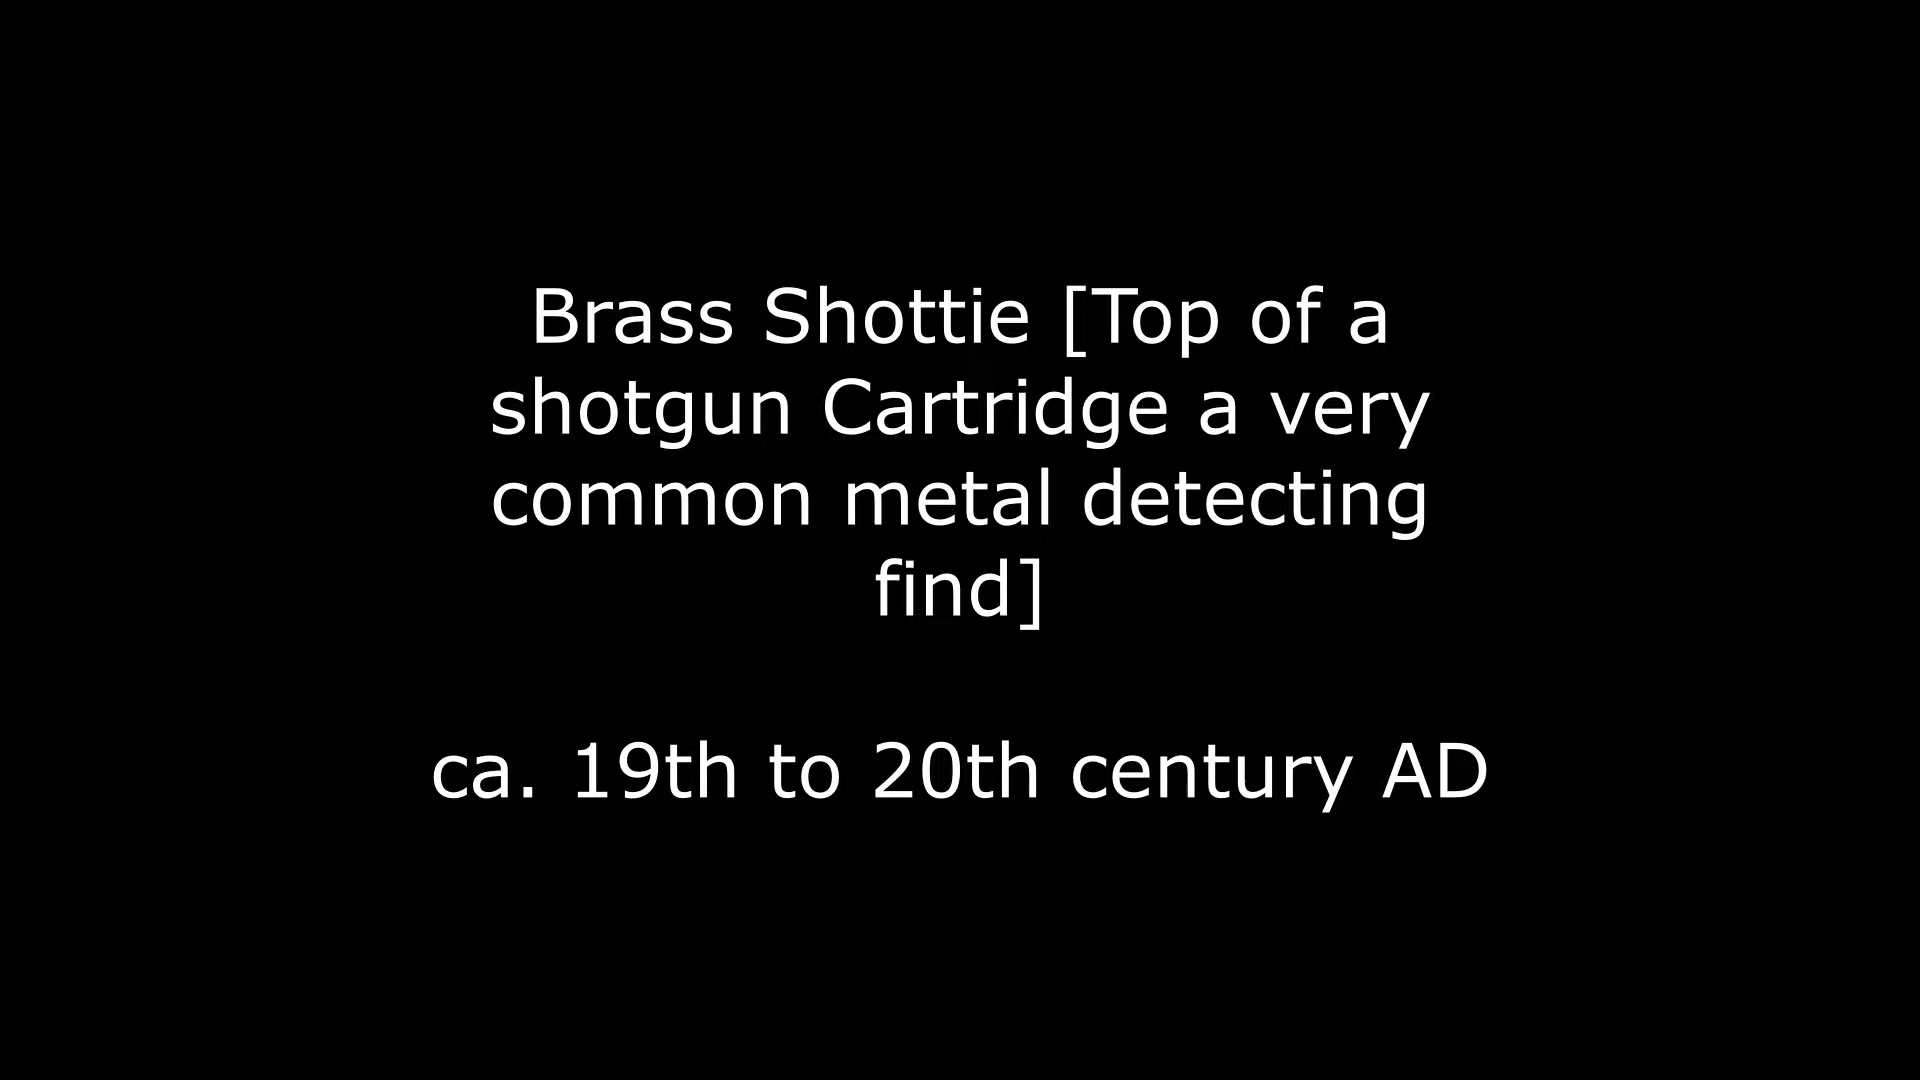 Brass Shottie [Top of a
shotgun Cartridge a very
common metal detecting
find]
ca. 19th to 20th century AD